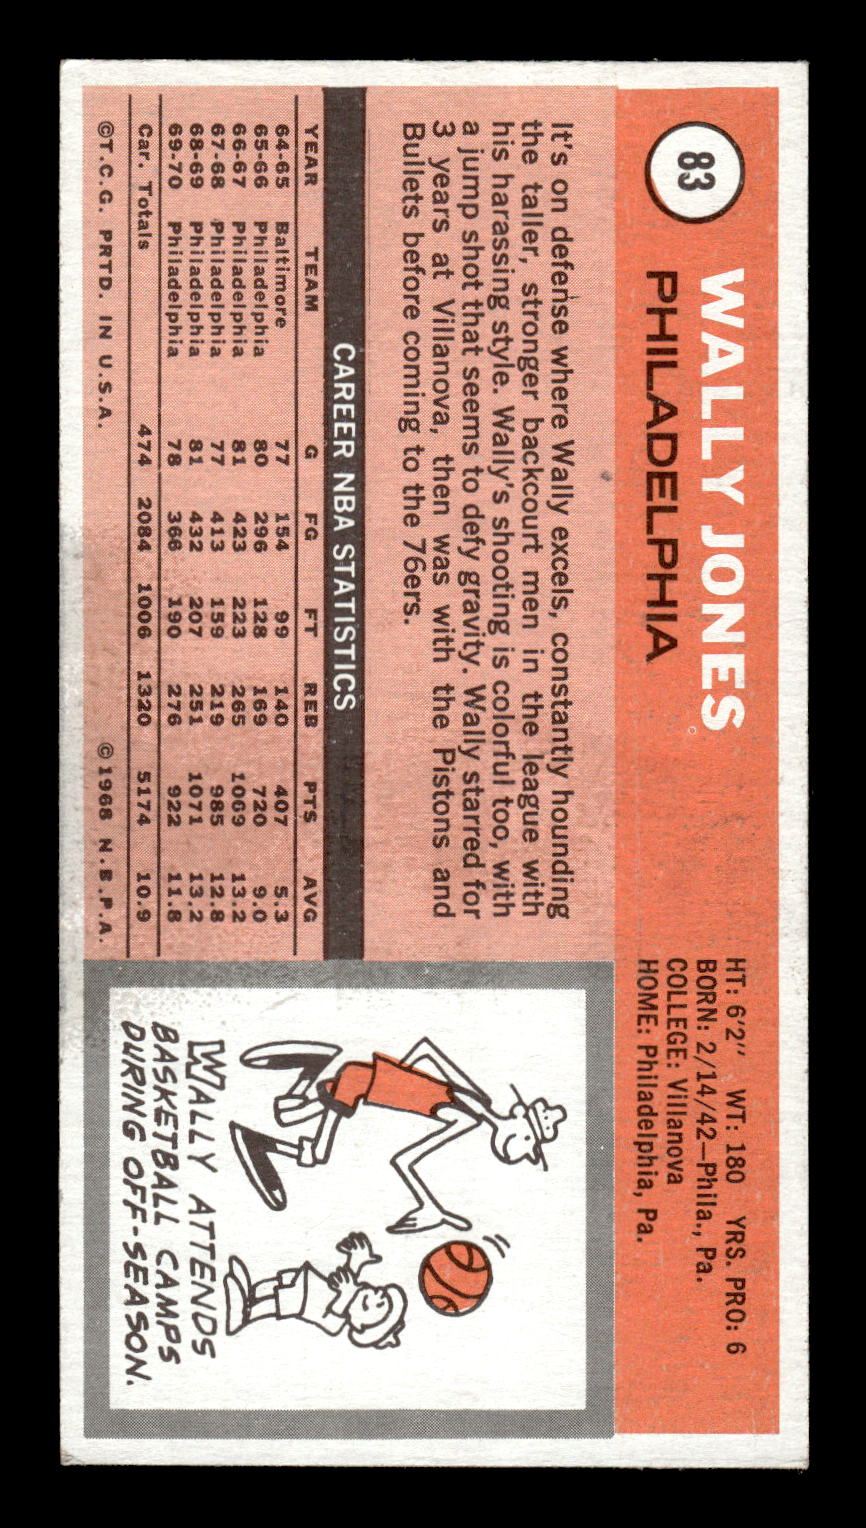 83
WALLY JONES
PHILADELPHIA
HT: 6'2" WT: 180 YRS. PRO: 6
BORN: 2/14/42—Phila., Pa.
COLLEGE: Villanova
HOME: Philadelphia, Pa.
It's on defense where Wally excels, constantly hounding
the taller, stronger backcourt men in the league with
his harassing style. Wally's shooting is colorful too, with
a jump shot that seems to defy gravity. Wally starred for
3 years at Villanova, then was with the Pistons and
Bullets before coming to the 76ers.
CAREER NBA STATISTICS
YEAR TEAM G FG FT REB PTS AVG
64-65 Baltimore 77 154 99 140 407 5.3
65-66 Philadelphia 80 296 128 169 720 9.0
66-67 Philadelphia 81 423 223 265 1069 13.2
67-68 Philadelphia 77 413 159 219 985 12.8
68-69 Philadelphia 81 432 207 251 1071 13.2
69-70 Philadelphia 78 366 190 276 922 11.8
Car. Totals 474 2084 1006 1320 5174 10.9
©T.C.G. PRTD. IN U.S.A. © 1968 N.B.P.A.
WALLY ATTENDS
BASKETBALL CAMPS
DURING OFF-SEASON.